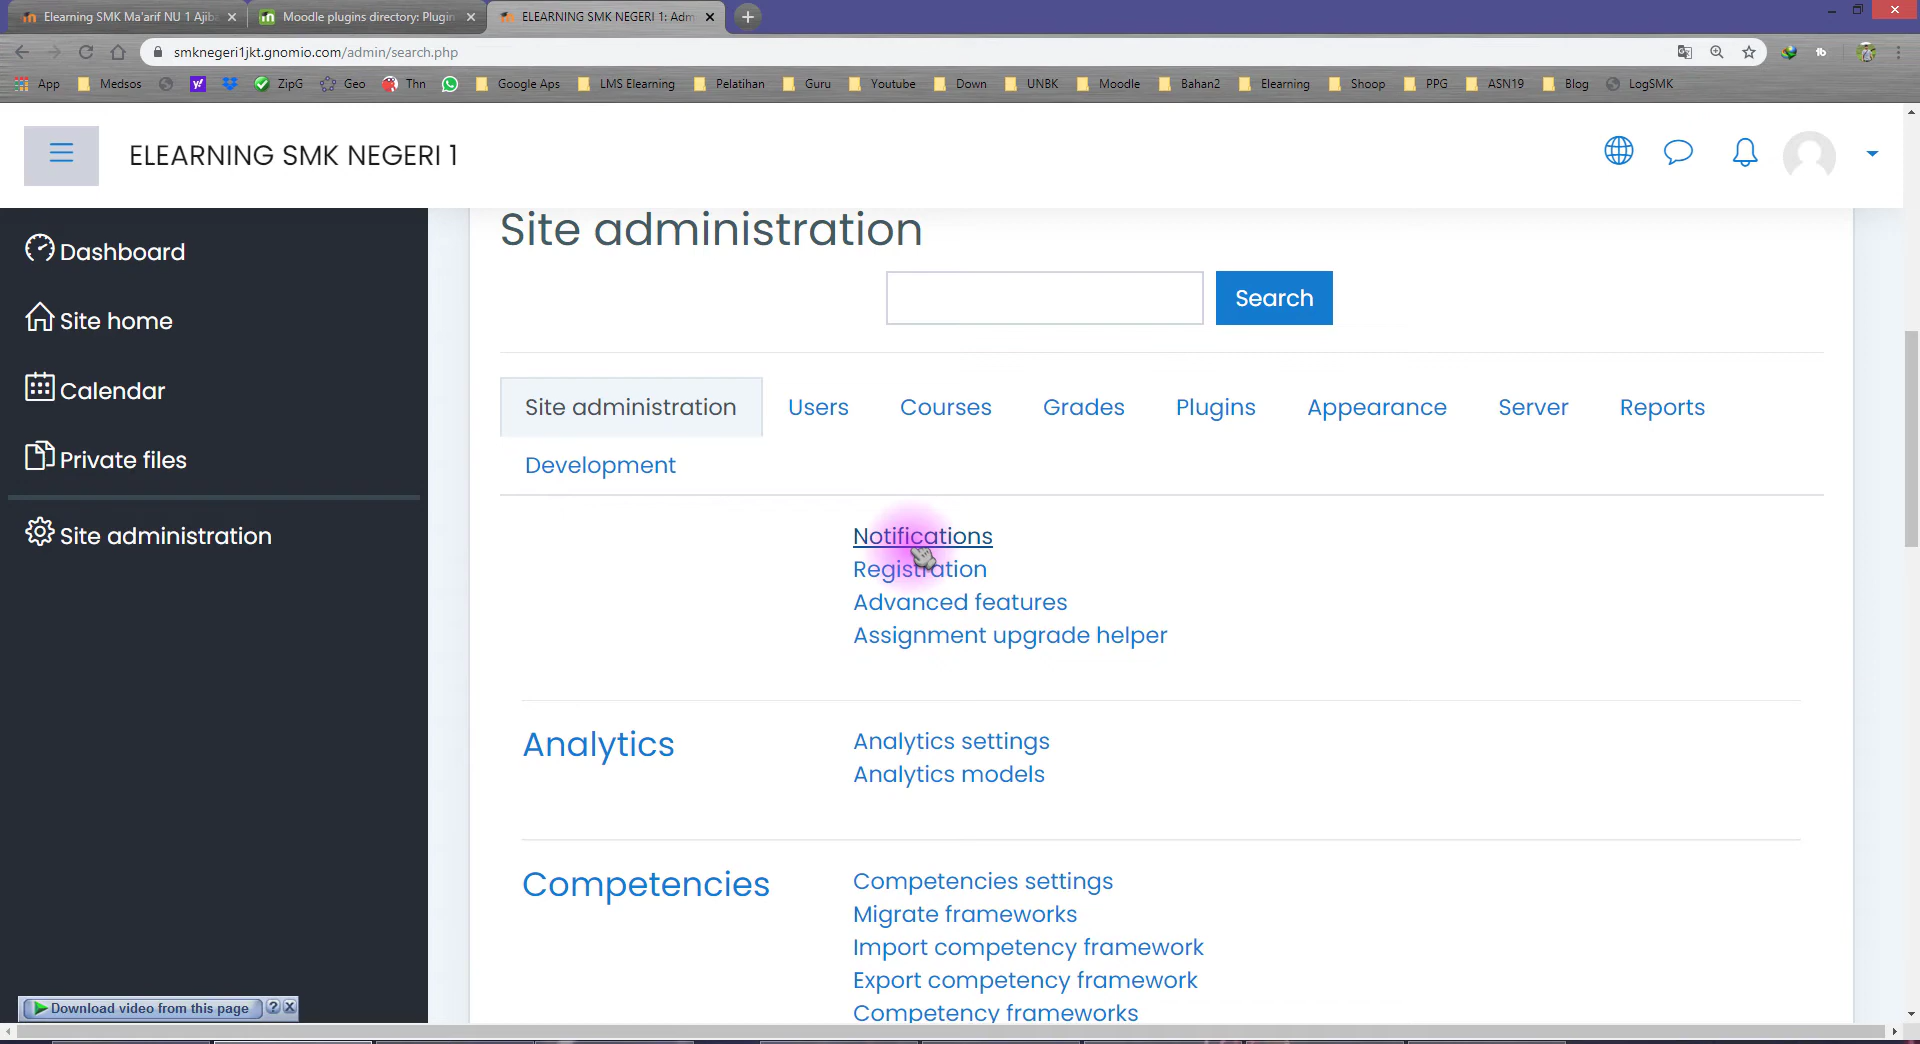 Elearning SMK Ma'arif NU 1 Ajiba
Moodle plugins directory: Plugin
ELEARNING SMK NEGERI 1: Adm
smknegeri1jkt.gnomio.com/admin/search.php
App Medsos ZipG Geo Thn Google Aps LMS Elearning Pelatihan Guru Youtube Down UNBK Moodle Bahan2 Elearning Shoop PPG ASN19 Blog LogSMK
ELEARNING SMK NEGERI 1
Dashboard
Site home
Calendar
Private files
Site administration
Site administration
Search
Site administration Users Courses Grades Plugins Appearance Server Reports
Development
Notifications
Registration
Advanced features
Assignment upgrade helper
Analytics
Analytics settings
Analytics models
Competencies
Competencies settings
Migrate frameworks
Import competency framework
Export competency framework
Competency frameworks
Download video from this page ?